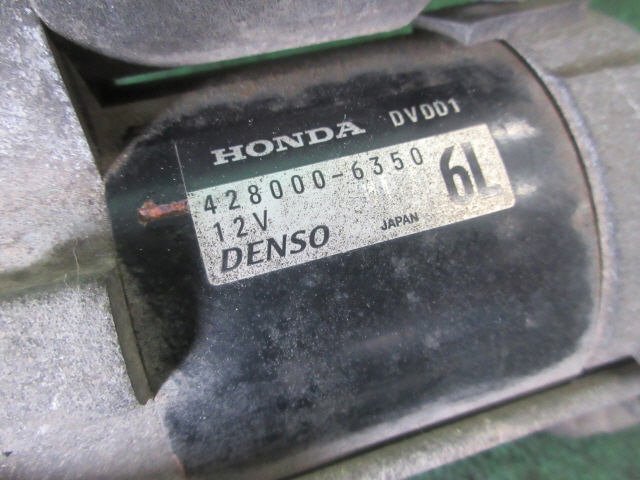 HONDA DV001
428000-6350 6L
12V
DENSO JAPAN